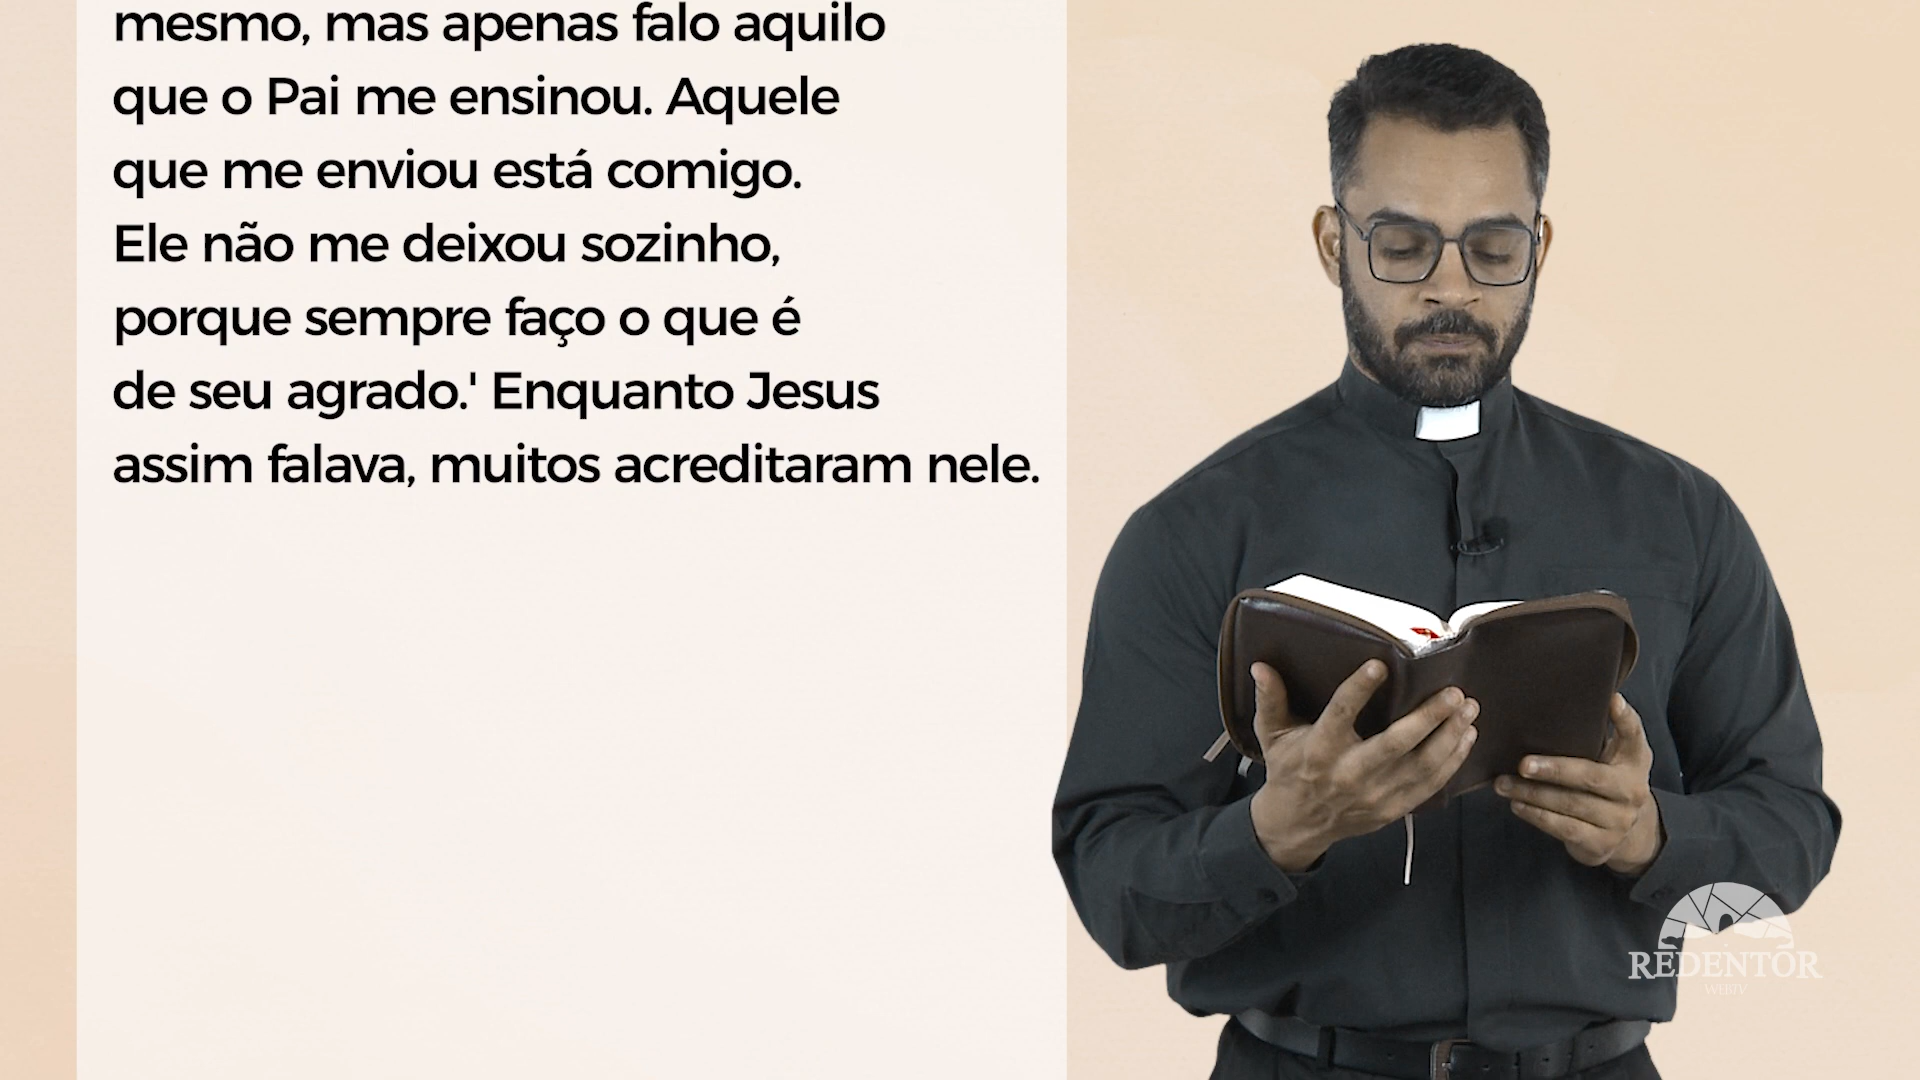 mesmo, mas apenas falo aquilo
que o Pai me ensinou. Aquele
que me enviou está comigo.
Ele não me deixou sozinho,
porque sempre faço o que é
de seu agrado.' Enquanto Jesus
assim falava, muitos acreditaram nele.
REDENTOR
WEBTV